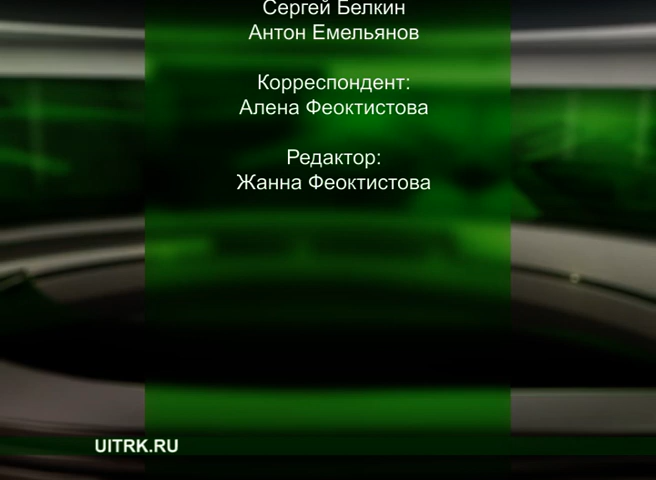 Сергей Белкин
Антон Емельянов
Корреспондент:
Алена Феоктистова
Редактор:
Жанна Феоктистова
UITRK.RU